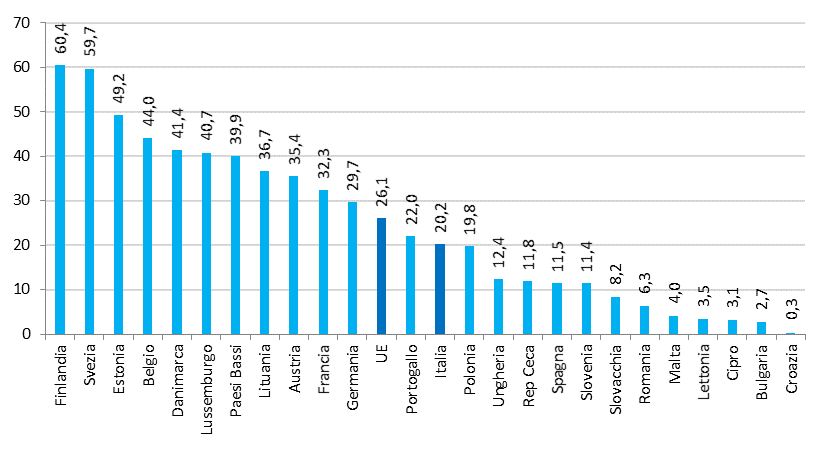 70
60
50
40
30
20
10
0
60,4
59,7
49,2
44,0
41,4
40,7
39,9
36,7
35,4
32,3
29,7
26,1
22,0
20,2
19,8
12,4
11,8
11,5
11,4
8,2
6,3
4,0
3,5
3,1
2,7
0,3
Finlandia
Svezia
Estonia
Belgio
Danimarca
Lussemburgo
Paesi Bassi
Lituania
Austria
Francia
Germania
UE
Portogallo
Italia
Polonia
Ungheria
Rep Ceca
Spagna
Slovenia
Slovacchia
Romania
Malta
Lettonia
Cipro
Bulgaria
Croazia